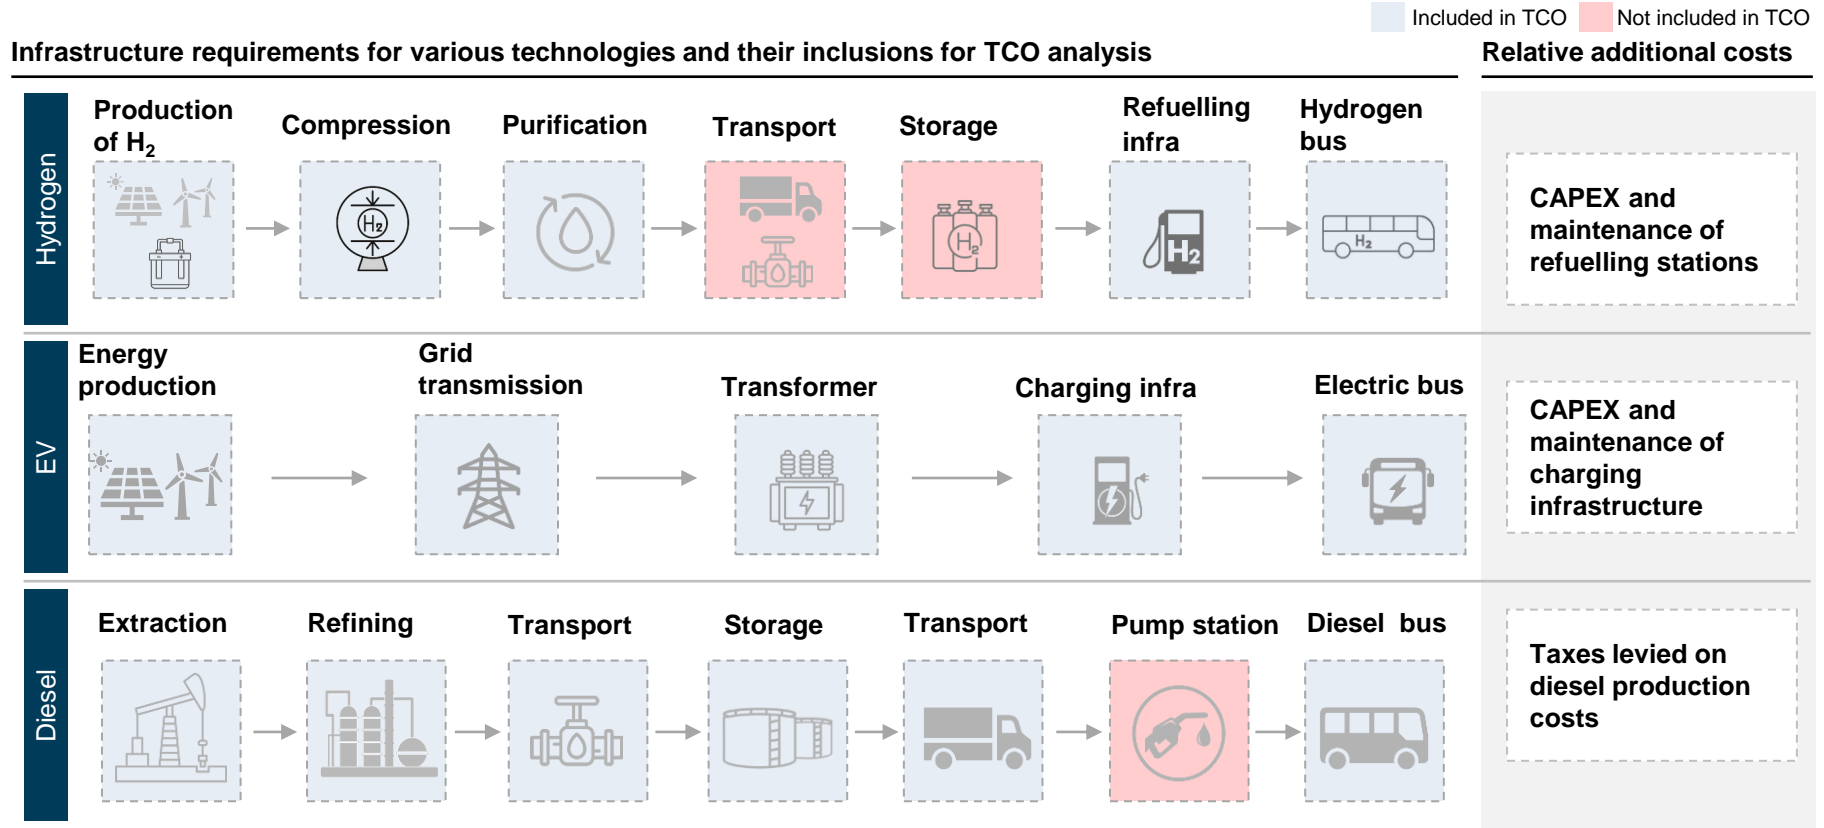 Included in TCO
Not included in TCO
Infrastructure requirements for various technologies and their inclusions for TCO analysis
Relative additional costs
Hydrogen
Production
of H₂
Compression
Purification
Transport
Storage
Refuelling
infra
Hydrogen
bus
H₂
H₂
H₂
H₂
CAPEX and
maintenance of
refuelling stations
EV
Energy
production
Grid
transmission
Transformer
Charging infra
Electric bus
CAPEX and
maintenance of
charging
infrastructure
Diesel
Extraction
Refining
Transport
Storage
Transport
Pump station
Diesel bus
Taxes levied on
diesel production
costs